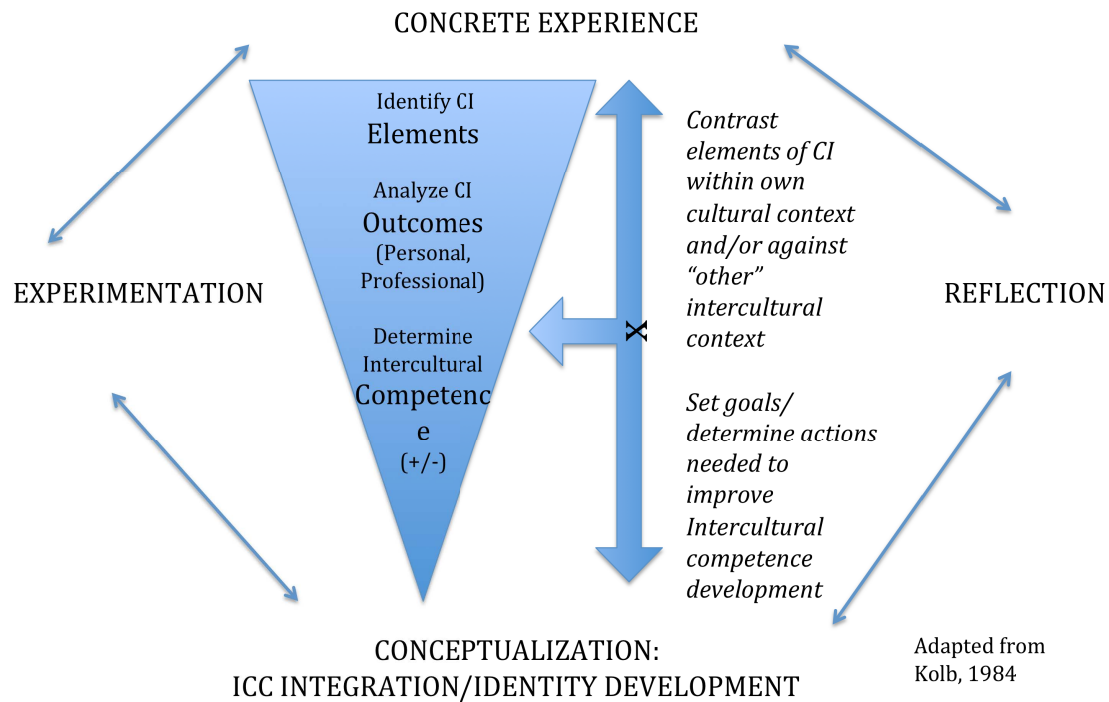 CONCRETE EXPERIENCE
Identify CI
Elements
Analyze CI
Outcomes
(Personal,
Professional)
Determine
Intercultural
Competenc
e
(+/-)
X
Contrast
elements of CI
within own
cultural context
and/or against
“other”
intercultural
context
Set goals/
determine actions
needed to
improve
Intercultural
competence
development
EXPERIMENTATION
REFLECTION
CONCEPTUALIZATION:
ICC INTEGRATION/IDENTITY DEVELOPMENT
Adapted from
Kolb, 1984